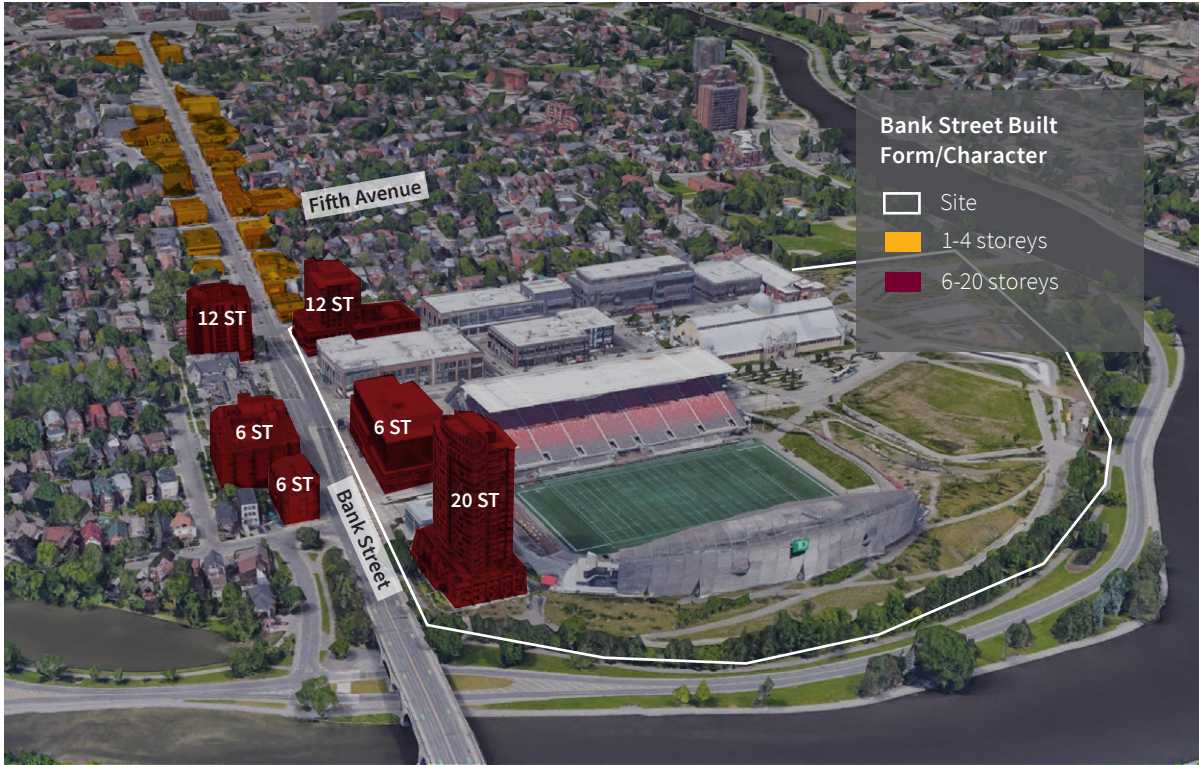 Bank Street Built
Form/Character
Site
1-4 storeys
6-20 storeys
Fifth Avenue
12 ST
12 ST
6 ST
6 ST
6 ST
20 ST
Bank Street
TD